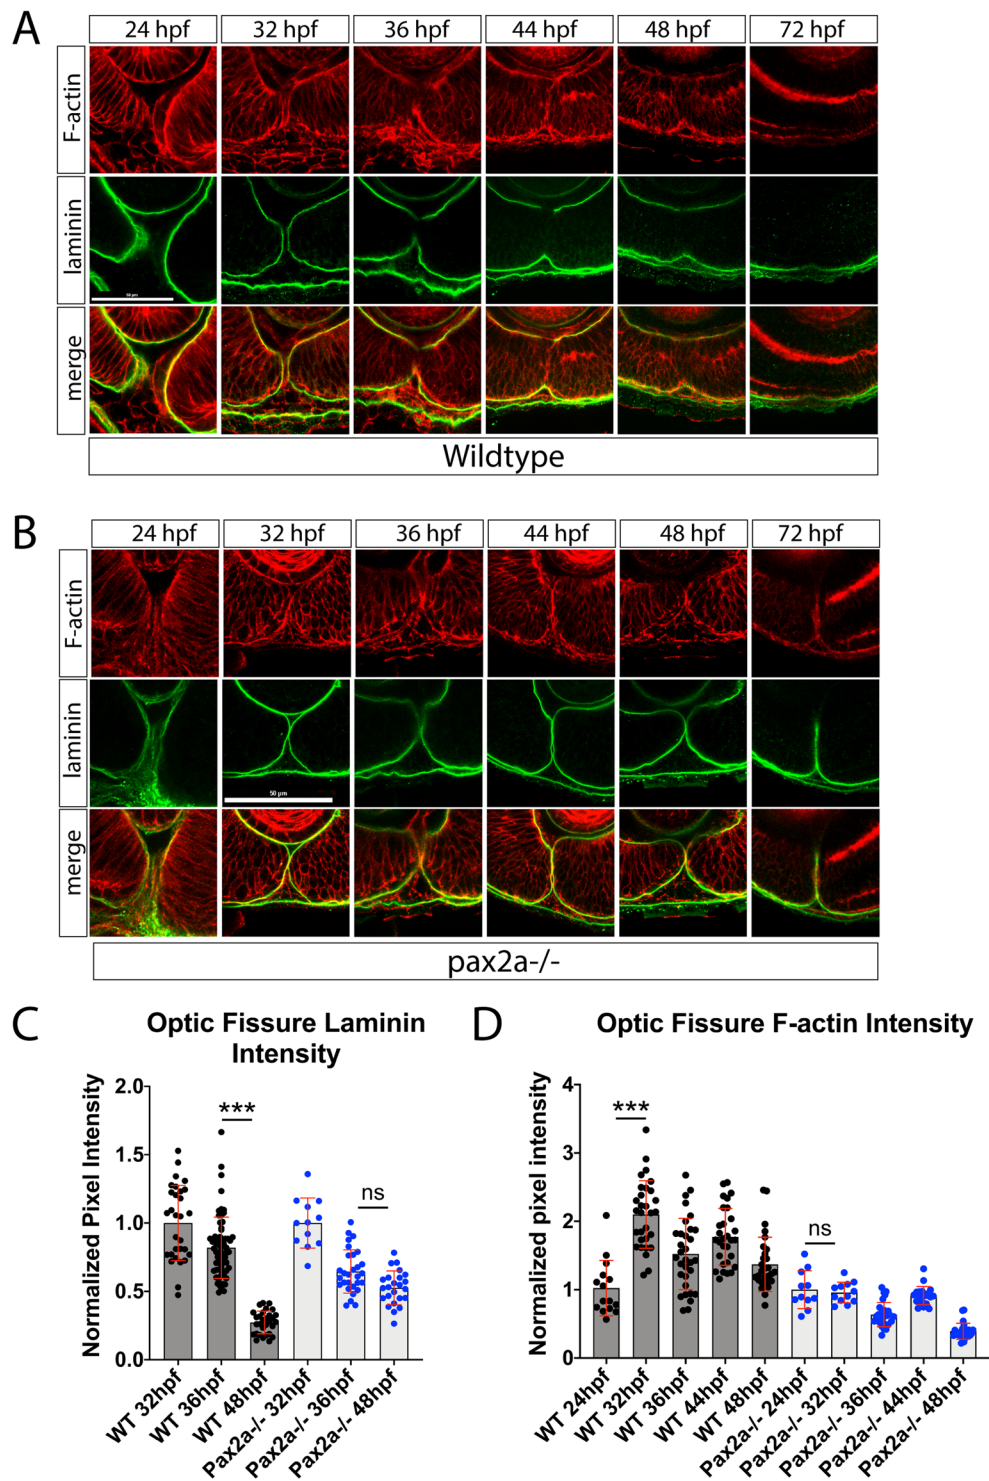 A
24 hpf
32 hpf
36 hpf
44 hpf
48 hpf
72 hpf
F-actin
laminin
50 µm
merge
Wildtype
B
24 hpf
32 hpf
36 hpf
44 hpf
48 hpf
72 hpf
F-actin
laminin
50 µm
merge
pax2a-/-
C
Optic Fissure Laminin
Intensity
Normalized Pixel Intensity
2.0
1.5
1.0
0.5
0.0
***
ns
WT 32hpf
WT 36hpf
WT 48hpf
Pax2a-/- 32hpf
Pax2a-/- 36hpf
Pax2a-/- 48hpf
D
Optic Fissure F-actin Intensity
Normalized pixel intensity
4
3
2
1
0
***
ns
WT 24hpf
WT 32hpf
WT 36hpf
WT 44hpf
WT 48hpf
Pax2a-/- 24hpf
Pax2a-/- 32hpf
Pax2a-/- 36hpf
Pax2a-/- 44hpf
Pax2a-/- 48hpf